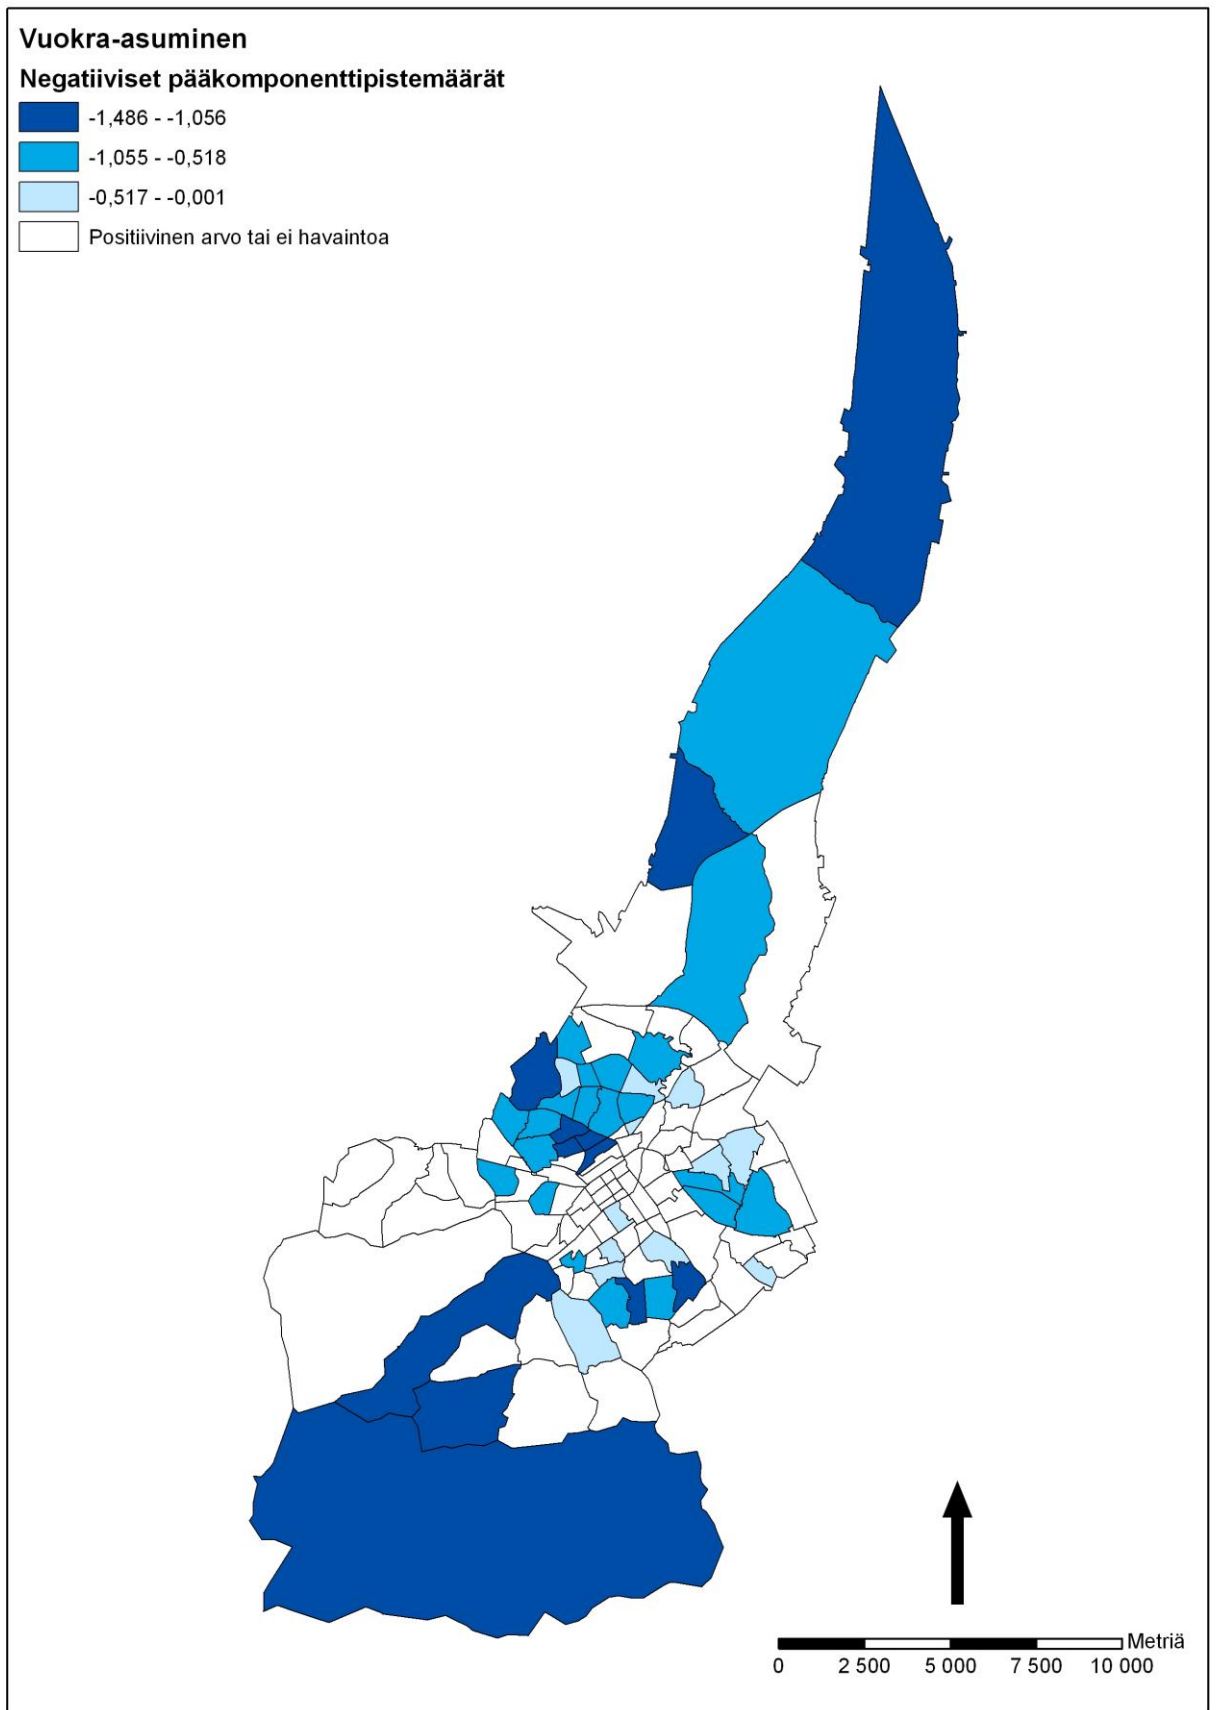 Vuokra-asuminen
Negatiiviset pääkomponenttipistemäärät
-1,486 - -1,056
-1,055 - -0,518
-0,517 - -0,001
Positiivinen arvo tai ei havaintoa
Metriä
0 2 500 5 000 7 500 10 000